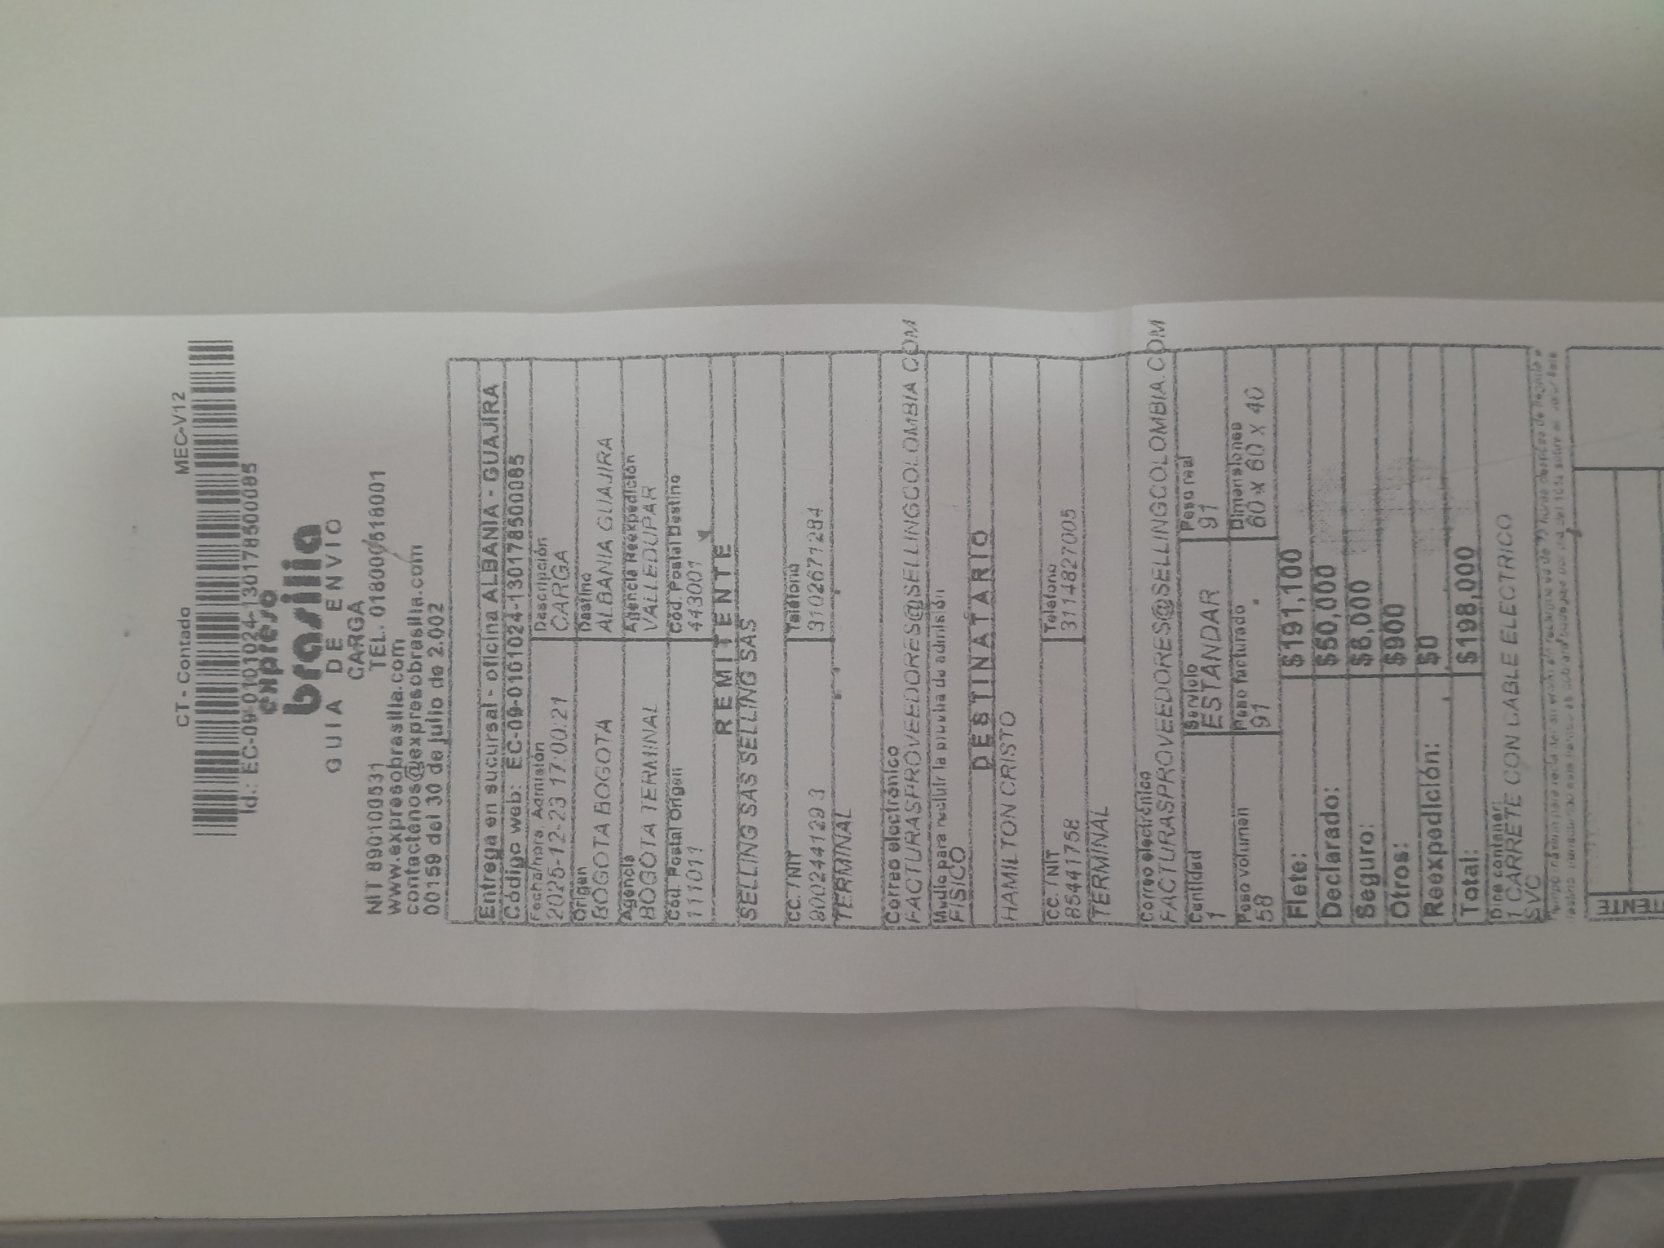 CT - Contado MEC-V12
Id.: EC-09-0101024-1301178500085
expreso
brasilia
GUIA DE ENVIO
CARGA
NIT 890100531 TEL. 018000518001
www.expresobrasilia.com
contactenos@expresobrasilia.com
00159 del 30 de julio de 2.002
Entrega en sucursal - oficina ALBANIA - GUAJIRA
Código web: EC-09-0101024-1301178500085
Fecha/hora. Admisión Descripción
2025-12-23 17:00:21 CARGA
Origen Destino
BOGOTA BOGOTA ALBANIA GUAJIRA
Agencia Agencia Reexpedición
BOGOTA TERMINAL VALLEDUPAR
Cód. Postal Origen Cód. Postal Destino
111011 443001
REMITENTE
SELLING SAS SELLING SAS
CC. / NIT Teléfono
900244129 3 3102671284
TERMINAL
Correo electrónico
FACTURASPROVEEDORES@SELLINGCOLOMBIA.COM
Medio para recibir la prueba de admisión
FISICO
DESTINATARIO
HAMILTON CRISTO
CC. / NIT Telefono
85441758 3114827005
TERMINAL
Correo electrónico
FACTURASPROVEEDORES@SELLINGCOLOMBIA.COM
Cantidad Servicio Peso real
1 ESTANDAR 91
Peso volumen Peso facturado Dimensiones
58 91 60 x 60 x 40
Flete: $191,100
Declarado: $50,000
Seguro: $6,000
Otros: $900
Reexpedición: $0
Total: $198,000
Dice contener:
1 CARRETE CON CABLE ELECTRICO
SVC